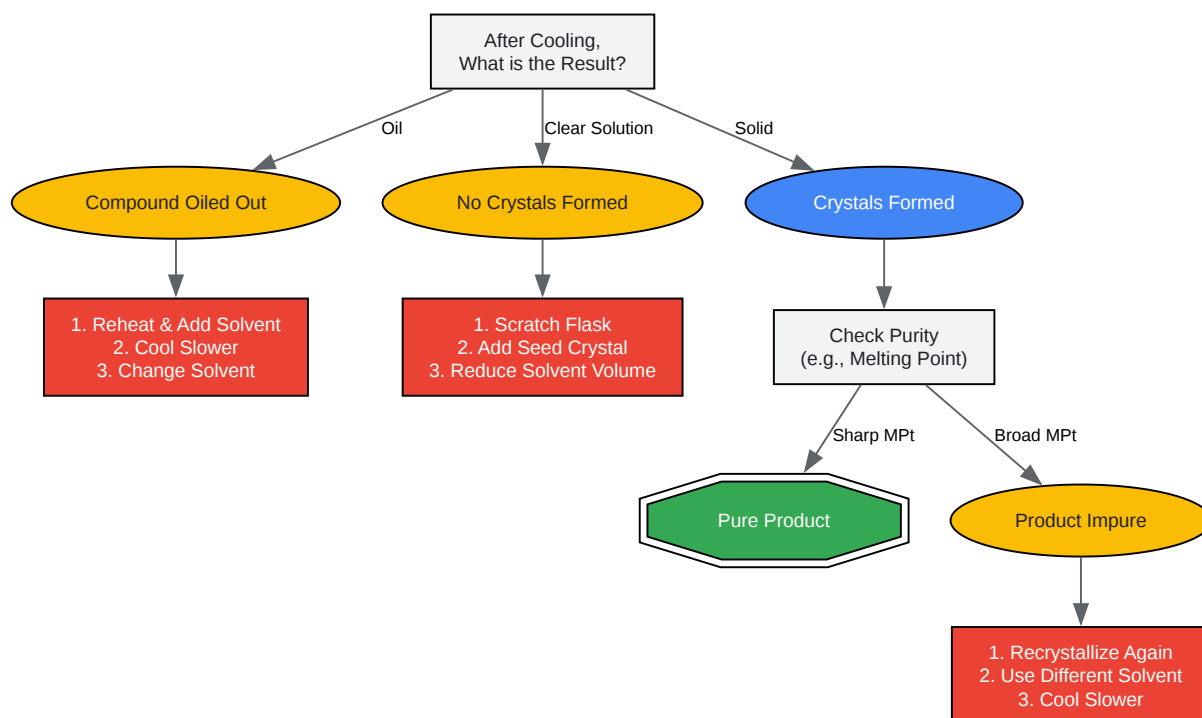 After Cooling,
What is the Result?
Oil
Clear Solution
Solid
Compound Oiled Out
No Crystals Formed
Crystals Formed
1. Reheat & Add Solvent
2. Cool Slower
3. Change Solvent
1. Scratch Flask
2. Add Seed Crystal
3. Reduce Solvent Volume
Check Purity
(e.g., Melting Point)
Sharp MPt
Broad MPt
Pure Product
Product Impure
1. Recrystallize Again
2. Use Different Solvent
3. Cool Slower